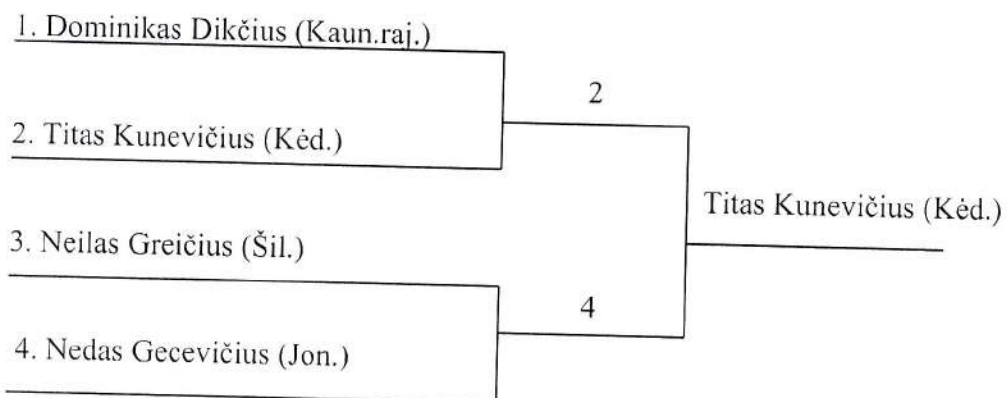 1. Dominikas Dikčius (Kaun.raj.)
2
2. Titas Kunevičius (Kėd.)
Titas Kunevičius (Kėd.)
3. Neilas Greičius (Šil.)
4
4. Nedas Gecevičius (Jon.)